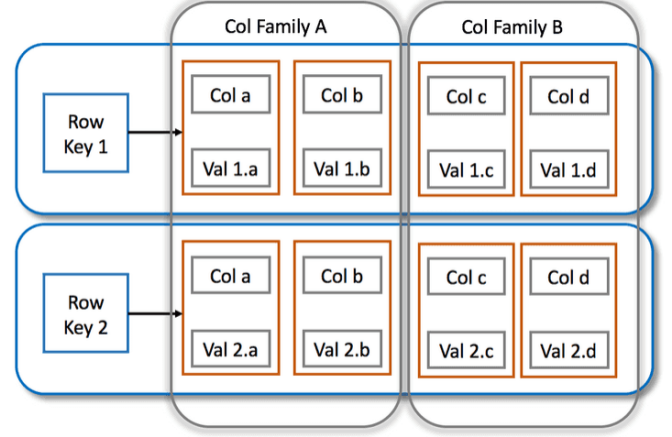 Col Family A
Col Family B
Row
Key 1
Col a
Col b
Col c
Col d
Val 1.a
Val 1.b
Val 1.c
Val 1.d
Row
Key 2
Col a
Col b
Col c
Col d
Val 2.a
Val 2.b
Val 2.c
Val 2.d